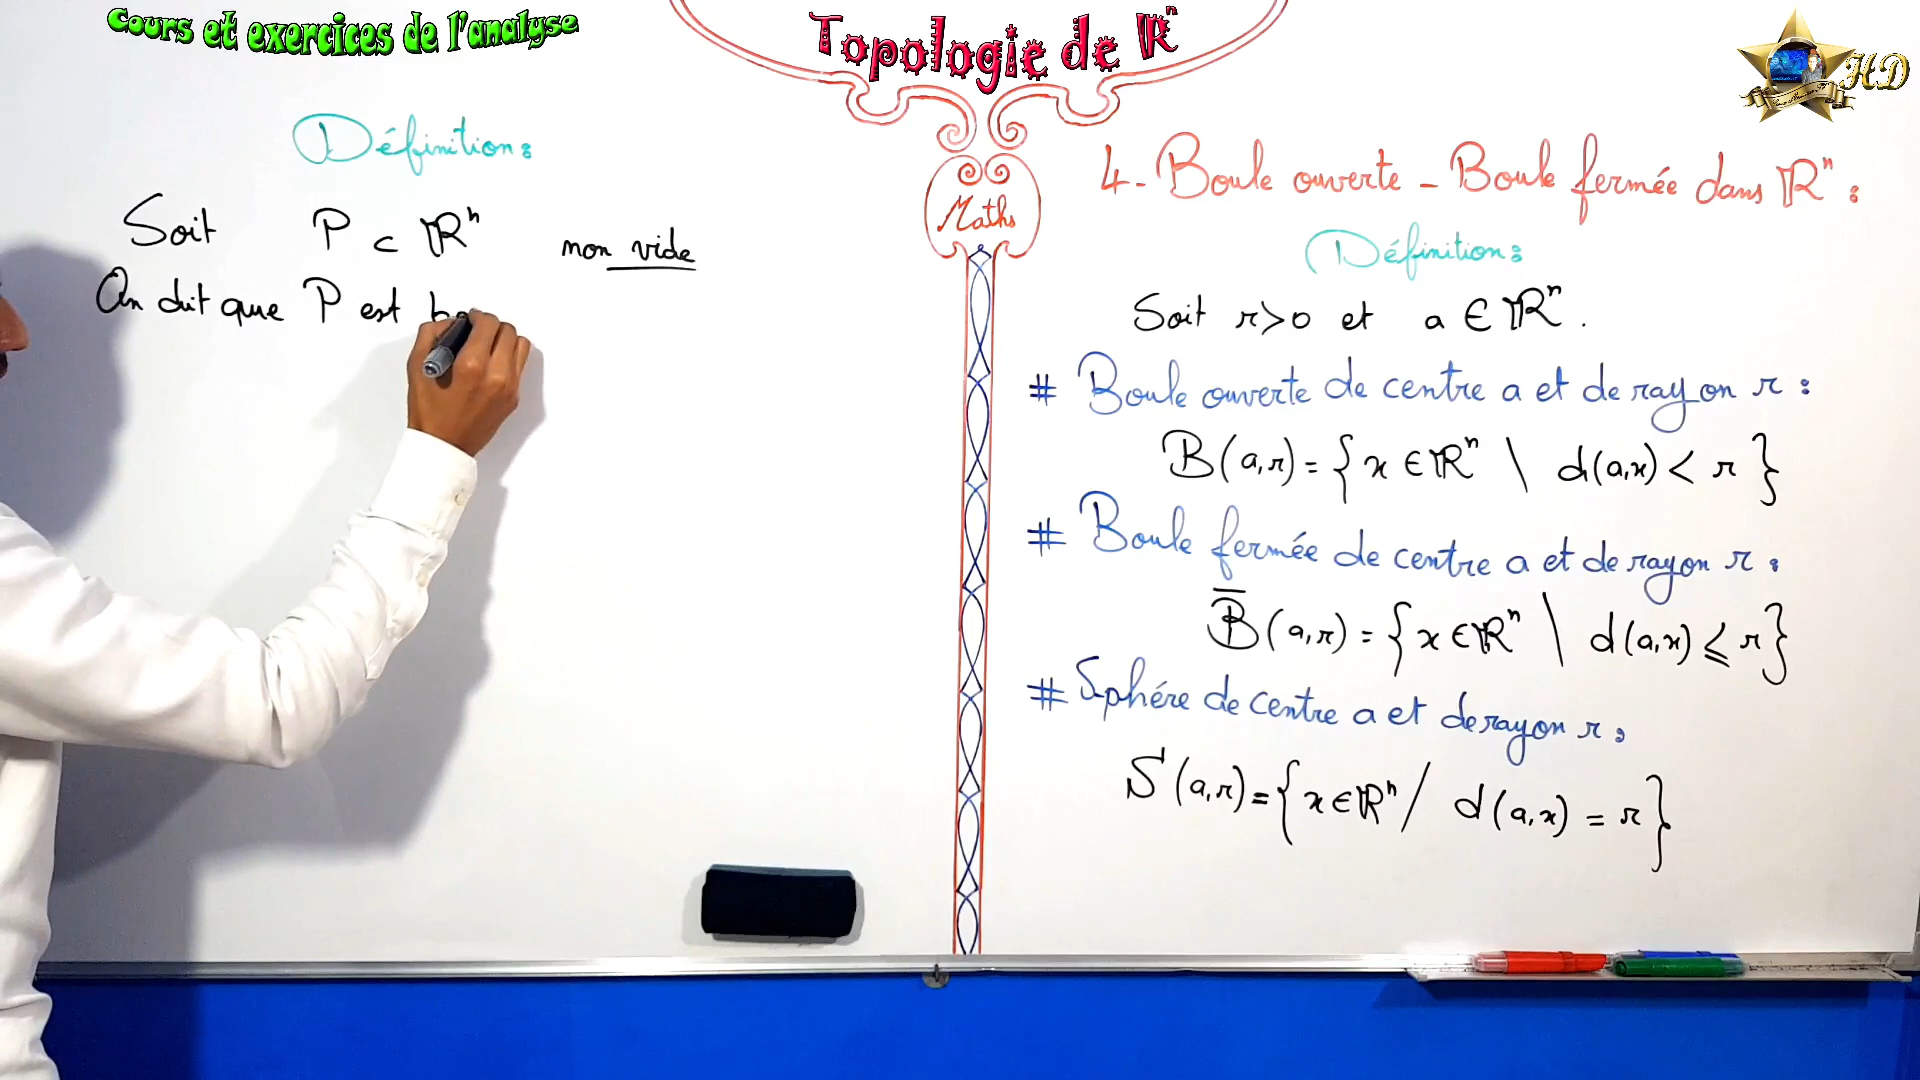 Cours et exercices de l'analyse
Topologie de ℝⁿ
HD
Maths
Définition :
Soit P ⊂ ℝⁿ non vide
On dit que P est bo
4- Boule ouverte - Boule fermée dans ℝⁿ :
Définition :
Soit r>0 et a ∈ ℝⁿ .
# Boule ouverte de centre a et de rayon r :
B(a,r) = { x ∈ ℝⁿ \ d(a,x) < r }
# Boule fermée de centre a et de rayon r :
B̅(a,r) = { x ∈ ℝⁿ \ d(a,x) ⩽ r }
# Sphére de centre a et de rayon r :
S(a,r) = { x ∈ ℝⁿ / d(a,x) = r }